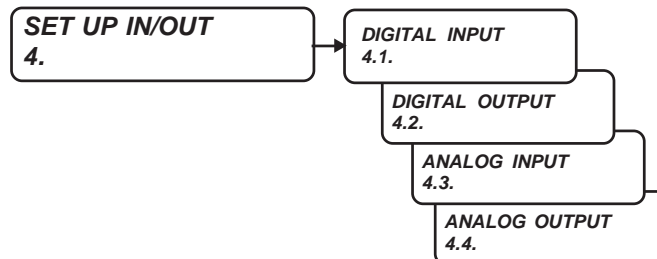 SET UP IN/OUT
4.
DIGITAL INPUT
4.1.
DIGITAL OUTPUT
4.2.
ANALOG INPUT
4.3.
ANALOG OUTPUT
4.4.